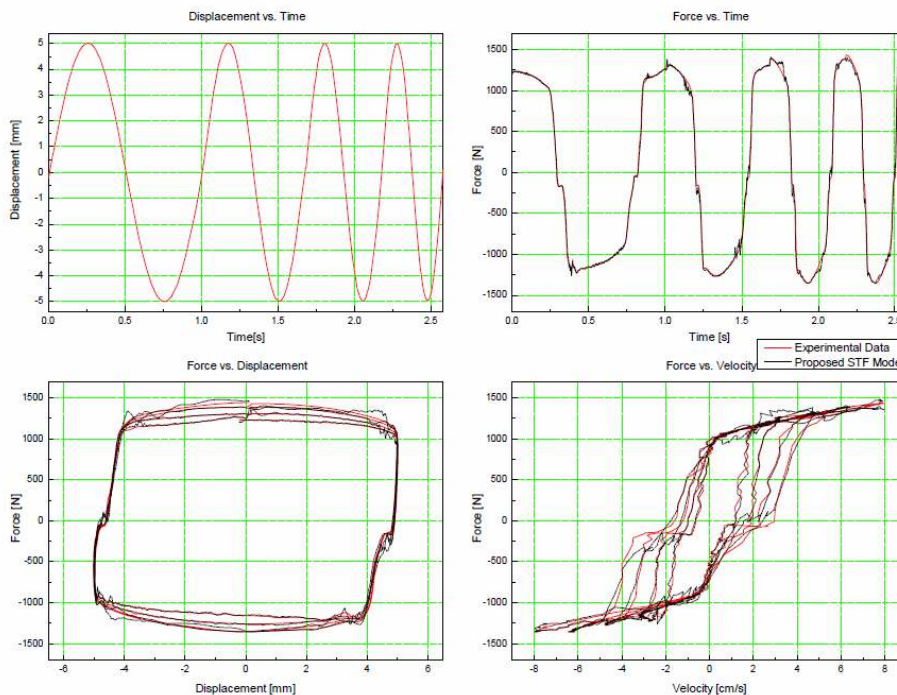 Displacement vs. Time
Force vs. Time
5
4
3
2
1
0
-1
-2
-3
-4
-5
Displacement [mm]
0.0 0.5 1.0 1.5 2.0 2.5
Time[s]
1500
1000
500
0
-500
-1000
-1500
Force [N]
0.0 0.5 1.0 1.5 2.0 2.5
Time [s]
Experimental Data
Proposed STF Mode
Force vs. Displacement
Force vs. Velocity
1500
1000
500
0
-500
-1000
-1500
Force [N]
-6 -4 -2 0 2 4 6
Displacement [mm]
1500
1000
500
0
-500
-1000
-1500
Force [N]
-8 -6 -4 -2 0 2 4 6 8
Velocity [cm/s]